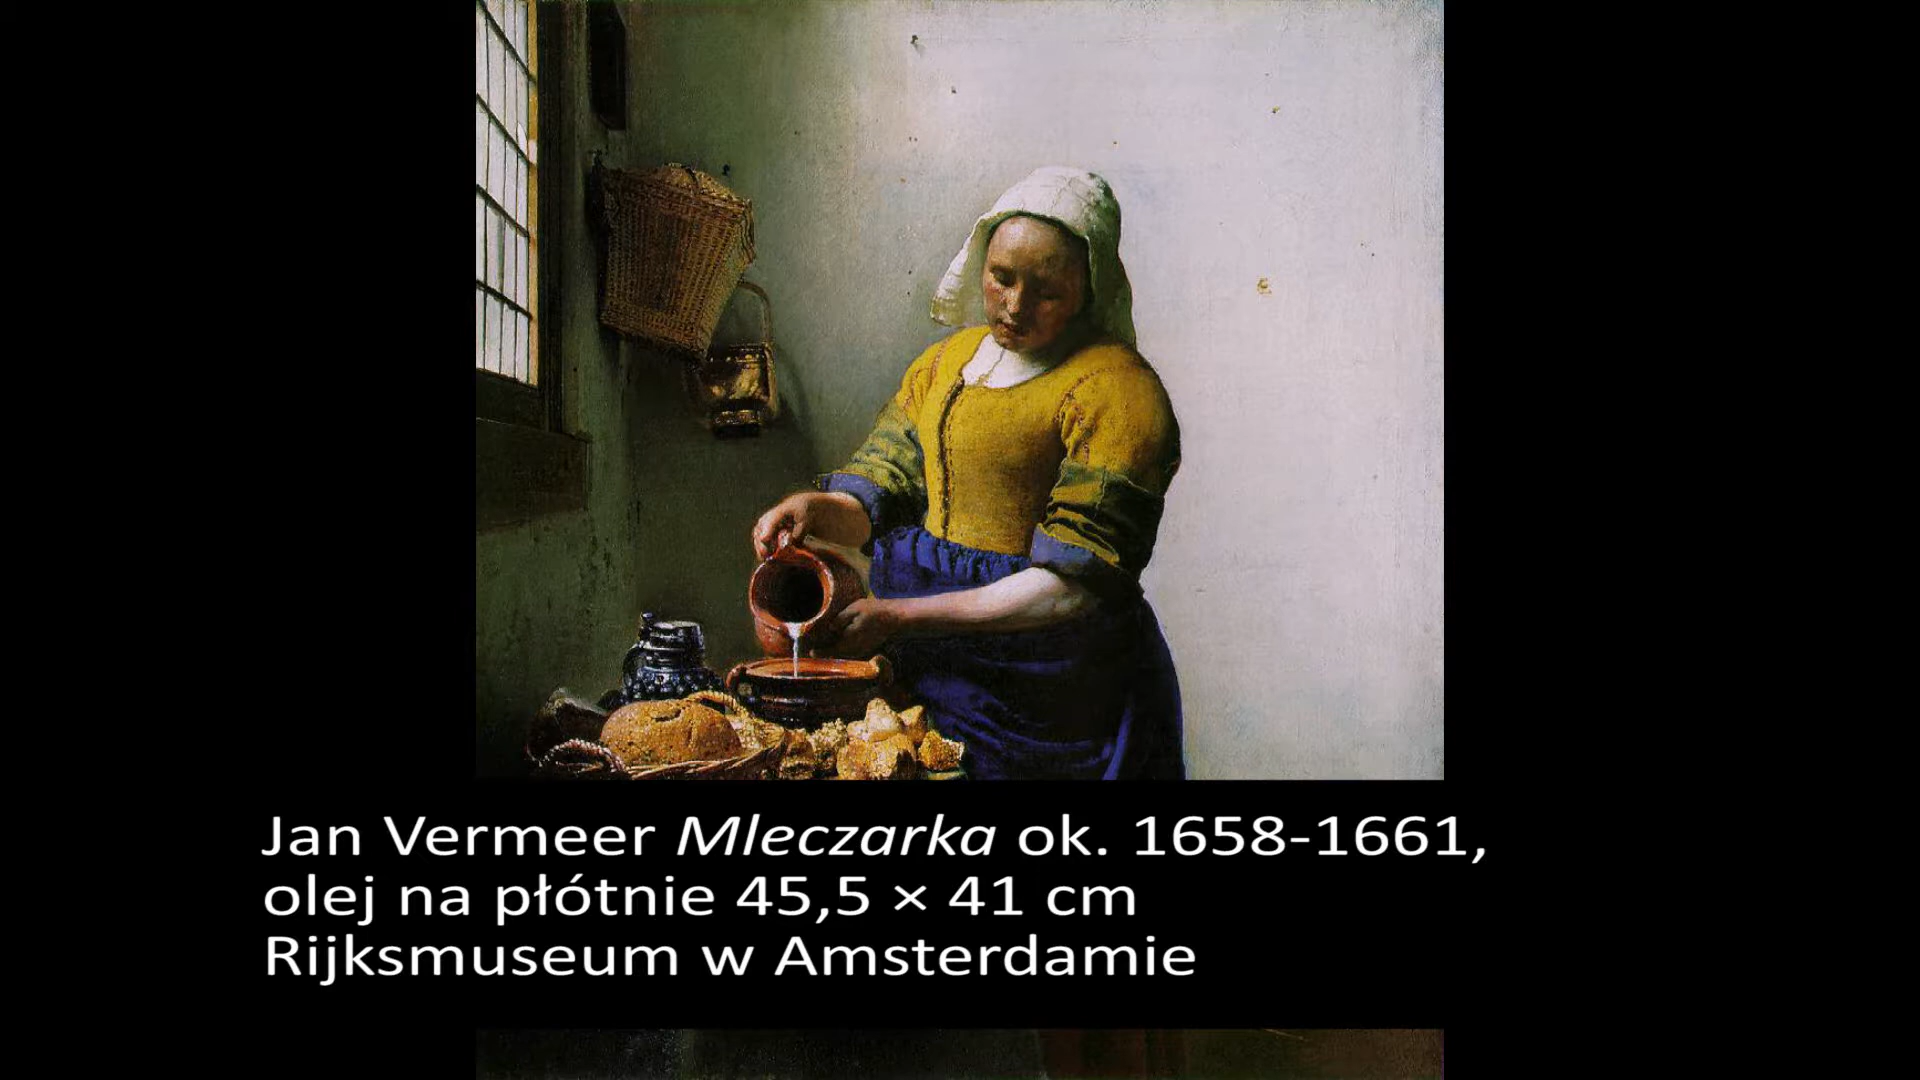 Jan Vermeer Mleczarka ok. 1658-1661,
olej na płótnie 45,5 × 41 cm
Rijksmuseum w Amsterdamie